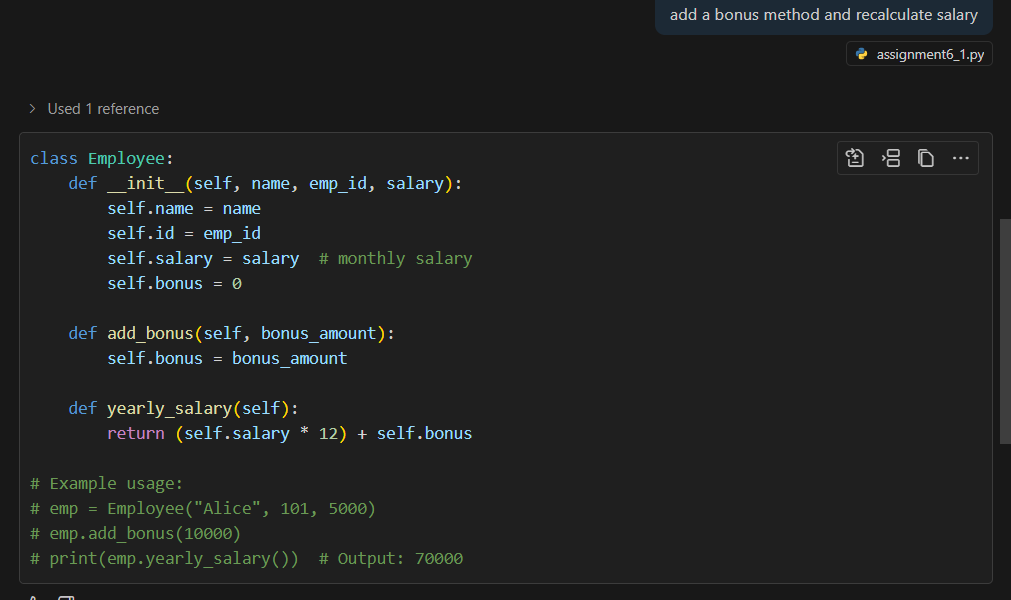 add a bonus method and recalculate salary
assignment6_1.py
Used 1 reference
class Employee:
    def __init__(self, name, emp_id, salary):
        self.name = name
        self.id = emp_id
        self.salary = salary  # monthly salary
        self.bonus = 0
    def add_bonus(self, bonus_amount):
        self.bonus = bonus_amount
    def yearly_salary(self):
        return (self.salary * 12) + self.bonus
# Example usage:
# emp = Employee("Alice", 101, 5000)
# emp.add_bonus(10000)
# print(emp.yearly_salary())  # Output: 70000